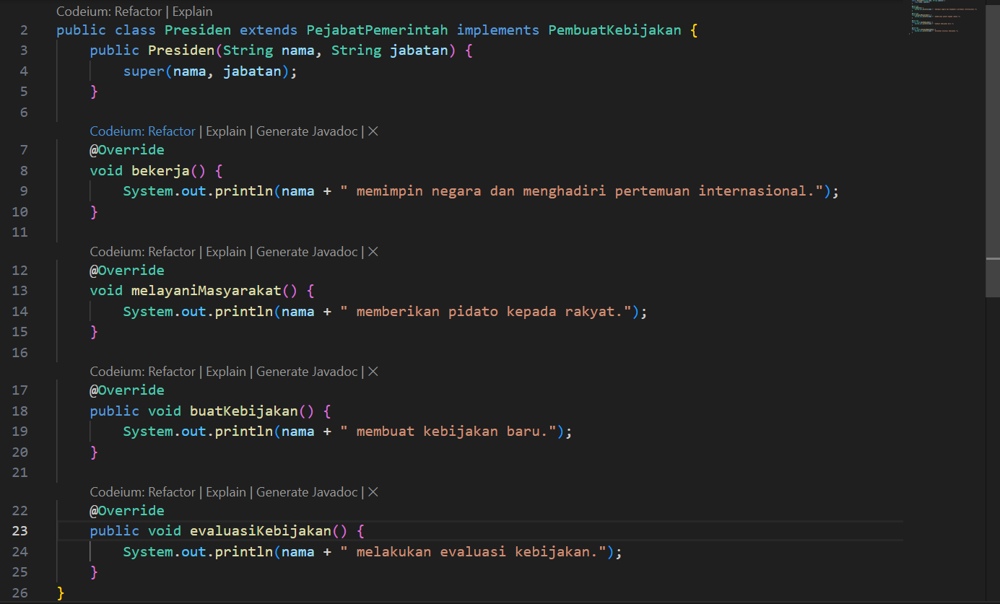 Codeium: Refactor | Explain
2 public class Presiden extends PejabatPemerintah implements PembuatKebijakan {
3 public Presiden(String nama, String jabatan) {
4 super(nama, jabatan);
5 }
6
Codeium: Refactor | Explain | Generate Javadoc | ✕
7 @Override
8 void bekerja() {
9 System.out.println(nama + " memimpin negara dan menghadiri pertemuan internasional.");
10 }
11
Codeium: Refactor | Explain | Generate Javadoc | ✕
12 @Override
13 void melayaniMasyarakat() {
14 System.out.println(nama + " memberikan pidato kepada rakyat.");
15 }
16
Codeium: Refactor | Explain | Generate Javadoc | ✕
17 @Override
18 public void buatKebijakan() {
19 System.out.println(nama + " membuat kebijakan baru.");
20 }
21
Codeium: Refactor | Explain | Generate Javadoc | ✕
22 @Override
23 public void evaluasiKebijakan() {
24 System.out.println(nama + " melakukan evaluasi kebijakan.");
25 }
26 }